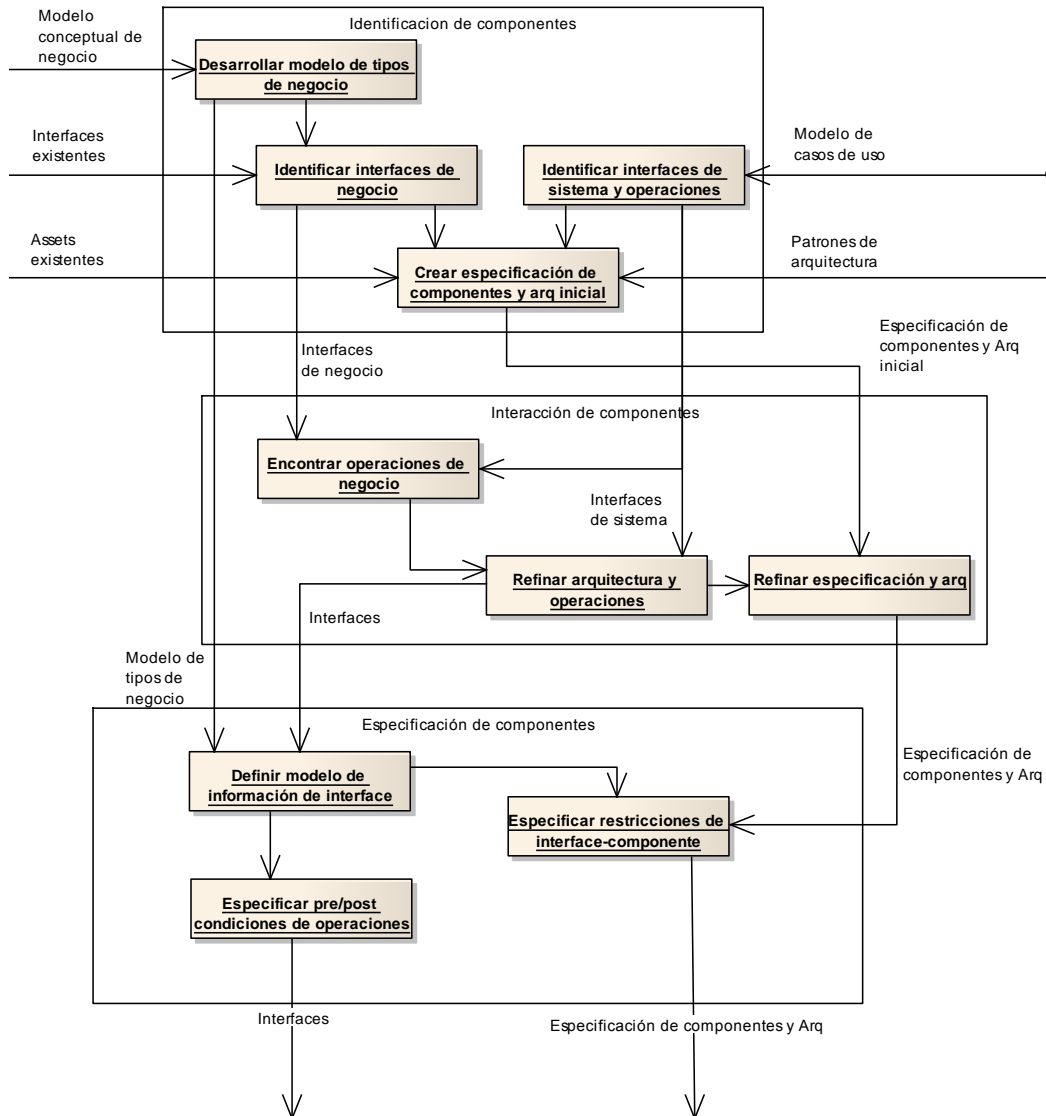 Modelo
conceptual de
negocio
Identificacion de componentes
Desarrollar modelo de tipos
de negocio
Interfaces
existentes
Modelo de
casos de uso
Identificar interfaces de
negocio
Identificar interfaces de
sistema y operaciones
Assets
existentes
Patrones de
arquitectura
Crear especificación de
componentes y arq inicial
Interfaces
de negocio
Especificación de
componentes y Arq
inicial
Interacción de componentes
Encontrar operaciones de
negocio
Interfaces
de sistema
Refinar arquitectura y
operaciones
Refinar especificación y arq
Interfaces
Modelo de
tipos de
negocio
Especificación de componentes
Definir modelo de
información de interface
Especificación de
componentes y Arq
Especificar restricciones de
interface-componente
Especificar pre/post
condiciones de operaciones
Interfaces
Especificación de componentes y Arq